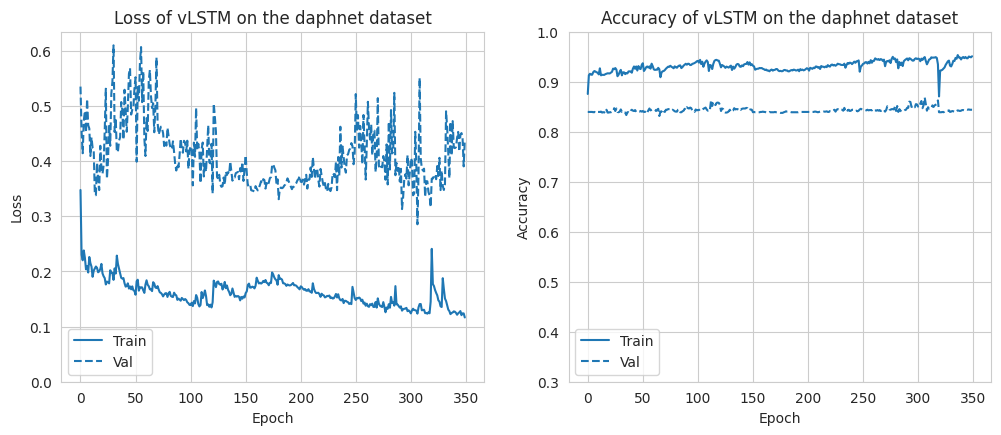 Loss of vLSTM on the daphnet dataset
0.6
0.5
0.4
0.3
0.2
0.1
0.0
Loss
0 50 100 150 200 250 300 350
Epoch
Train
Val
Accuracy of vLSTM on the daphnet dataset
1.0
0.9
0.8
0.7
0.6
0.5
0.4
0.3
Accuracy
0 50 100 150 200 250 300 350
Epoch
Train
Val